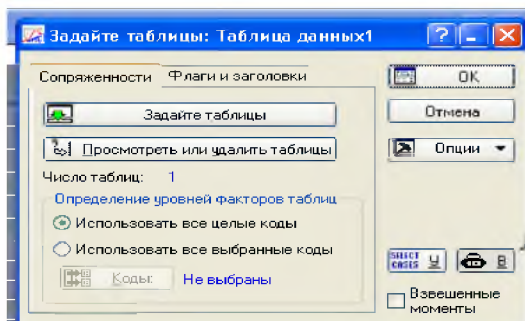 Задайте таблицы: Таблица данных1
Сопряженности Флаги и заголовки
OK
Задайте таблицы
Отмена
Просмотреть или удалить таблицы
Опции
Число таблиц: 1
Определение уровней факторов таблиц
Использовать все целые коды
Использовать все выбранные коды
SELECT CASES Ц В
Коды: Не выбраны
Взвешенные моменты